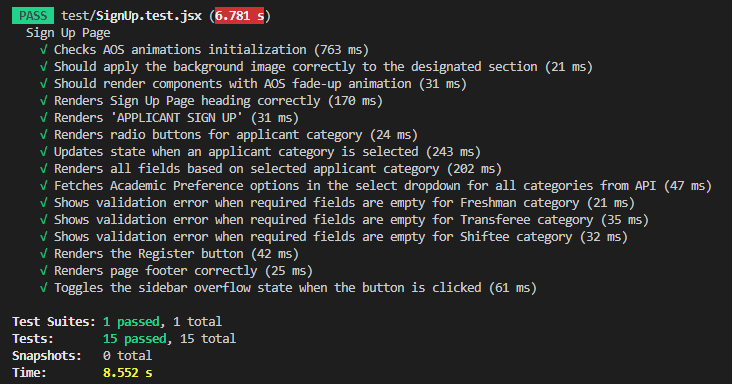 PASS test/SignUp.test.jsx (6.781 s)
Sign Up Page
√ Checks AOS animations initialization (763 ms)
√ Should apply the background image correctly to the designated section (21 ms)
√ Should render components with AOS fade-up animation (31 ms)
√ Renders Sign Up Page heading correctly (170 ms)
√ Renders 'APPLICANT SIGN UP' (31 ms)
√ Renders radio buttons for applicant category (24 ms)
√ Updates state when an applicant category is selected (243 ms)
√ Renders all fields based on selected applicant category (202 ms)
√ Fetches Academic Preference options in the select dropdown for all categories from API (47 ms)
√ Shows validation error when required fields are empty for Freshman category (21 ms)
√ Shows validation error when required fields are empty for Transferee category (35 ms)
√ Shows validation error when required fields are empty for Shiftee category (32 ms)
√ Renders the Register button (42 ms)
√ Renders page footer correctly (25 ms)
√ Toggles the sidebar overflow state when the button is clicked (61 ms)
Test Suites: 1 passed, 1 total
Tests: 15 passed, 15 total
Snapshots: 0 total
Time: 8.552 s